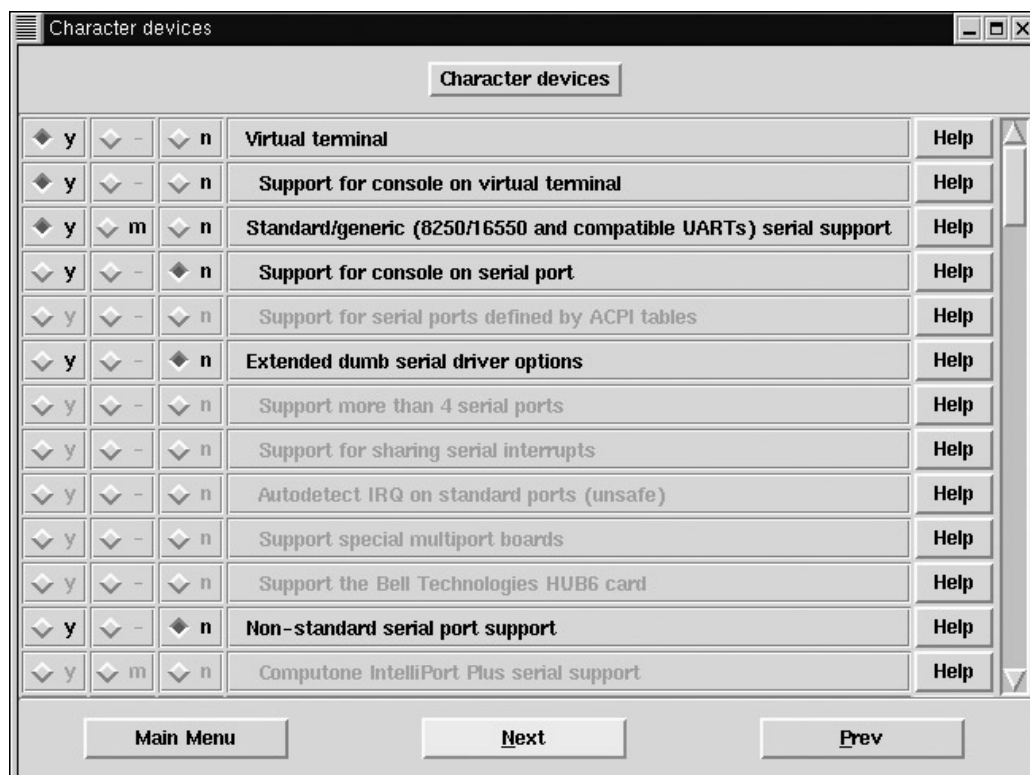 Character devices
Character devices
y - n Virtual terminal Help
y - n Support for console on virtual terminal Help
y m n Standard/generic (8250/16550 and compatible UARTs) serial support Help
y - n Support for console on serial port Help
y - n Support for serial ports defined by ACPI tables Help
y - n Extended dumb serial driver options Help
y - n Support more than 4 serial ports Help
y - n Support for sharing serial interrupts Help
y - n Autodetect IRQ on standard ports (unsafe) Help
y - n Support special multiport boards Help
y - n Support the Bell Technologies HUB6 card Help
y - n Non-standard serial port support Help
y m n Computone IntelliPort Plus serial support Help
Main Menu Next Prev